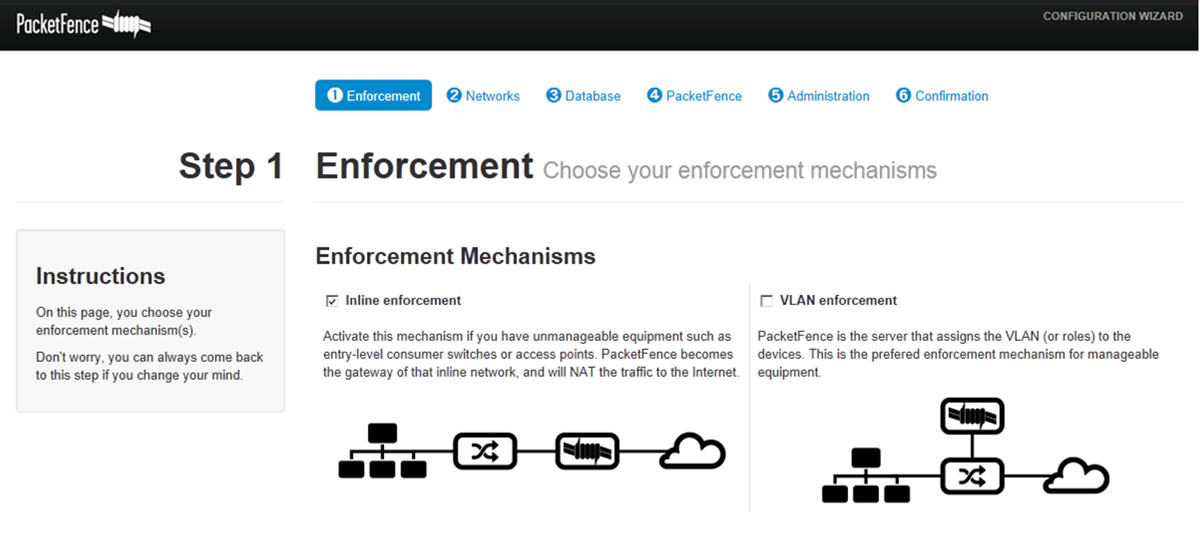 PacketFence
CONFIGURATION WIZARD
1 Enforcement
2 Networks
3 Database
4 PacketFence
5 Administration
6 Confirmation
Step 1
Enforcement Choose your enforcement mechanisms
Instructions
On this page, you choose your
enforcement mechanism(s).
Don't worry, you can always come back
to this step if you change your mind.
Enforcement Mechanisms
Inline enforcement
Activate this mechanism if you have unmanageable equipment such as
entry-level consumer switches or access points. PacketFence becomes
the gateway of that inline network, and will NAT the traffic to the Internet.
VLAN enforcement
PacketFence is the server that assigns the VLAN (or roles) to the
devices. This is the prefered enforcement mechanism for manageable
equipment.